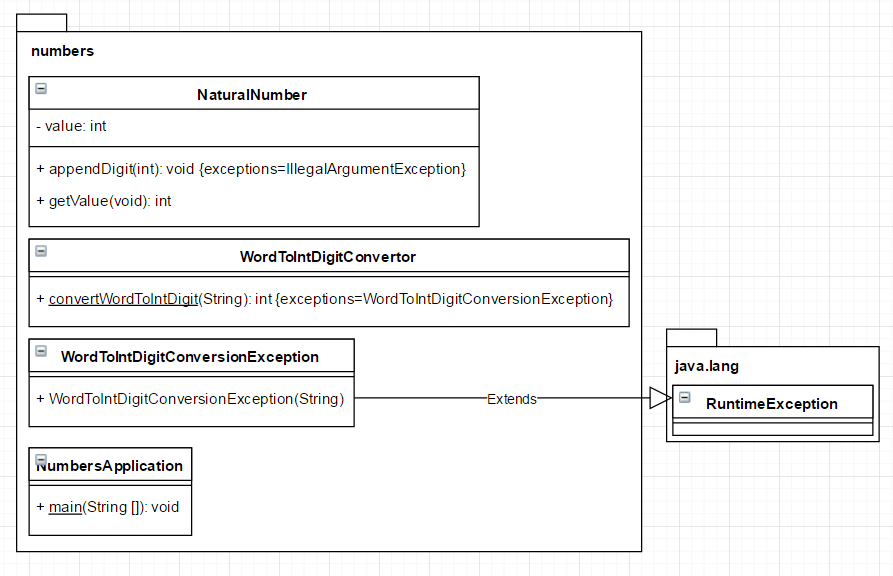 numbers
NaturalNumber
- value: int
+ appendDigit(int): void {exceptions=IllegalArgumentException}
+ getValue(void): int
WordToIntDigitConvertor
+ convertWordToIntDigit(String): int {exceptions=WordToIntDigitConversionException}
WordToIntDigitConversionException
+ WordToIntDigitConversionException(String)
Extends
java.lang
RuntimeException
NumbersApplication
+ main(String []): void